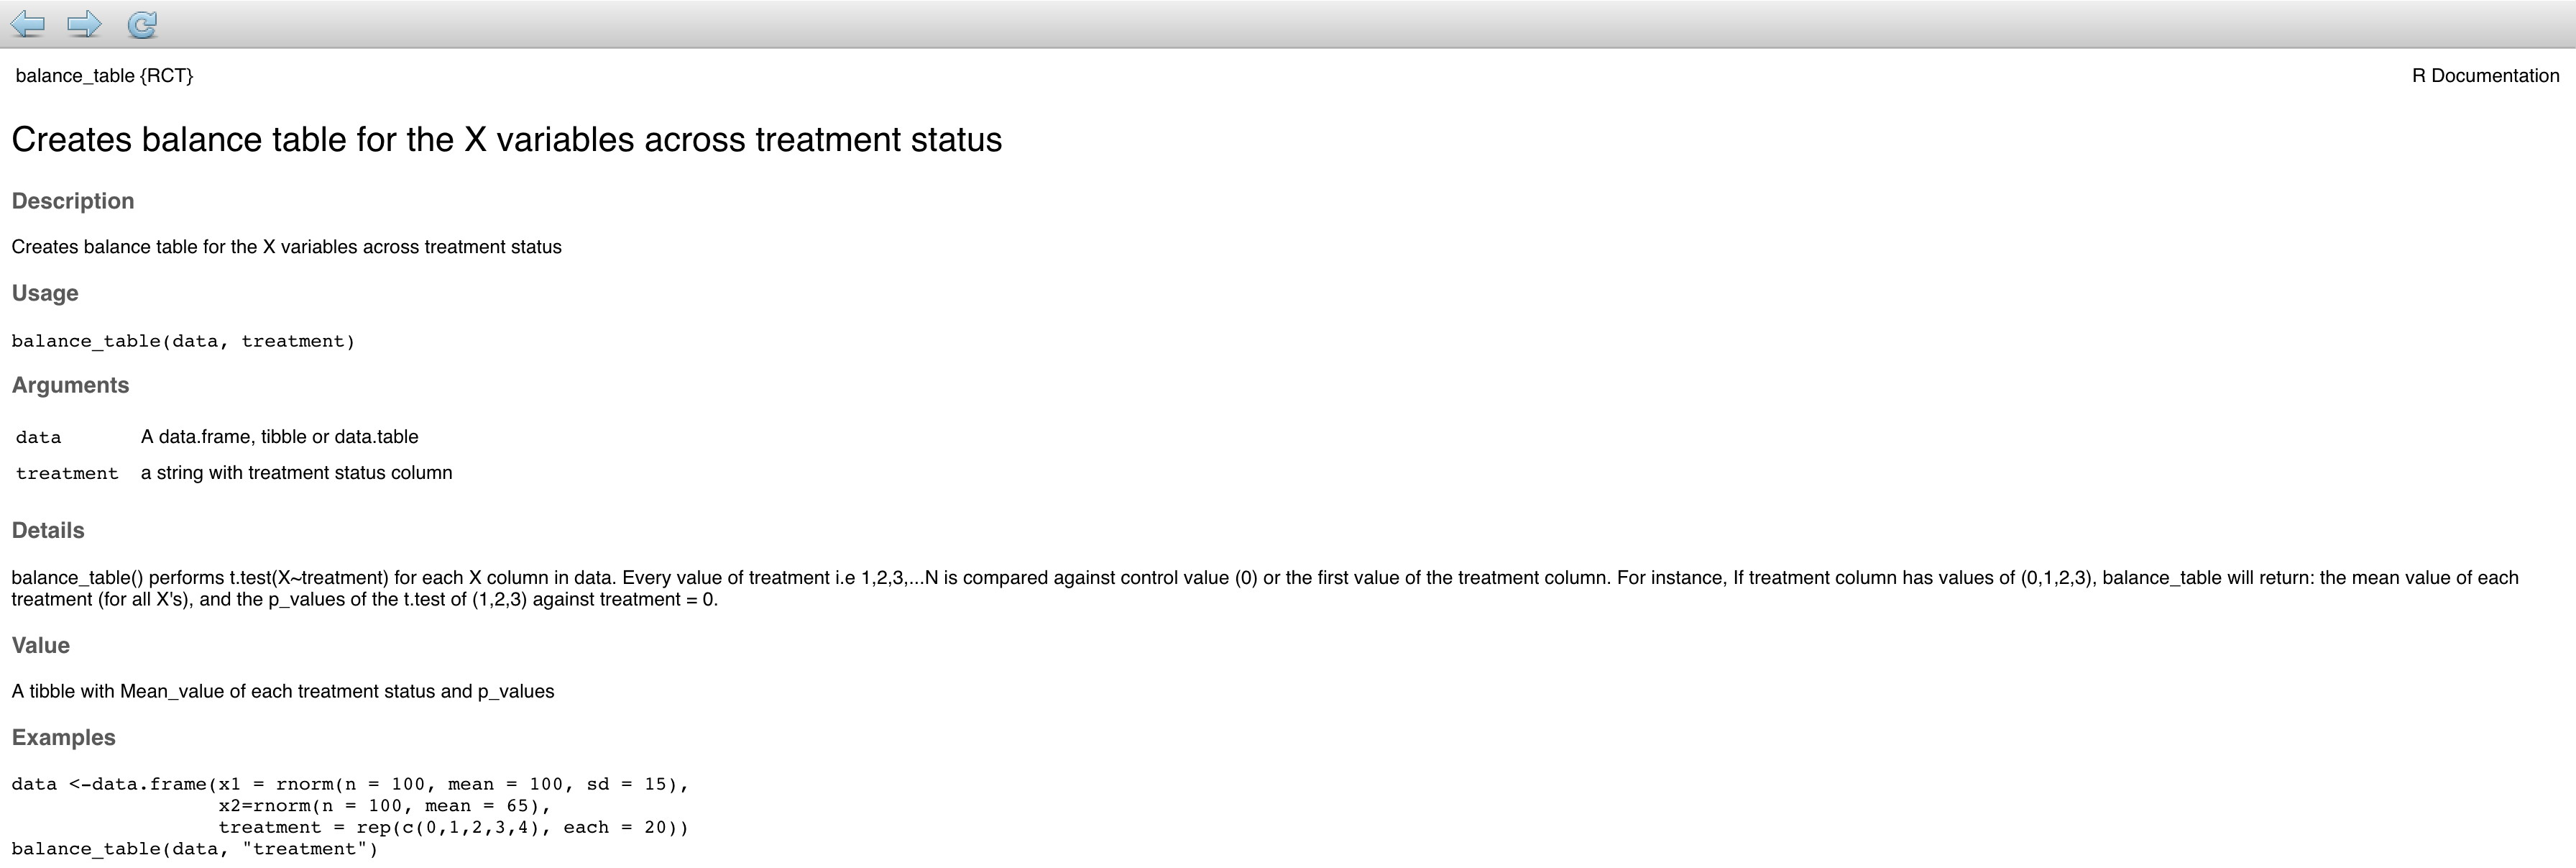 balance_table {RCT}
R Documentation
Creates balance table for the X variables across treatment status
Description
Creates balance table for the X variables across treatment status
Usage
balance_table(data, treatment)
Arguments
data A data.frame, tibble or data.table
treatment a string with treatment status column
Details
balance_table() performs t.test(X~treatment) for each X column in data. Every value of treatment i.e 1,2,3,...N is compared against control value (0) or the first value of the treatment column. For instance, If treatment column has values of (0,1,2,3), balance_table will return: the mean value of each
treatment (for all X's), and the p_values of the t.test of (1,2,3) against treatment = 0.
Value
A tibble with Mean_value of each treatment status and p_values
Examples
data <-data.frame(x1 = rnorm(n = 100, mean = 100, sd = 15),
                  x2=rnorm(n = 100, mean = 65),
                  treatment = rep(c(0,1,2,3,4), each = 20))
balance_table(data, "treatment")